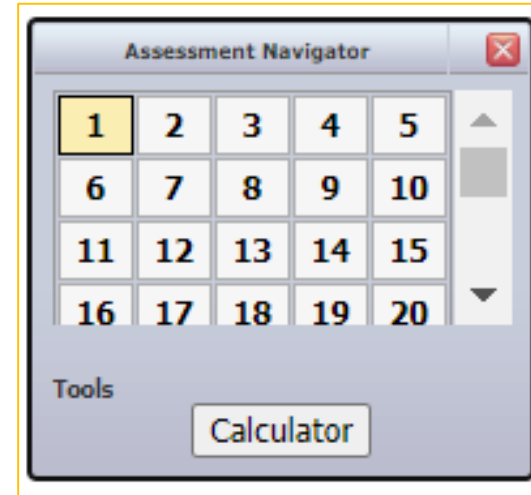 Assessment Navigator
1 2 3 4 5
6 7 8 9 10
11 12 13 14 15
16 17 18 19 20
Tools
Calculator